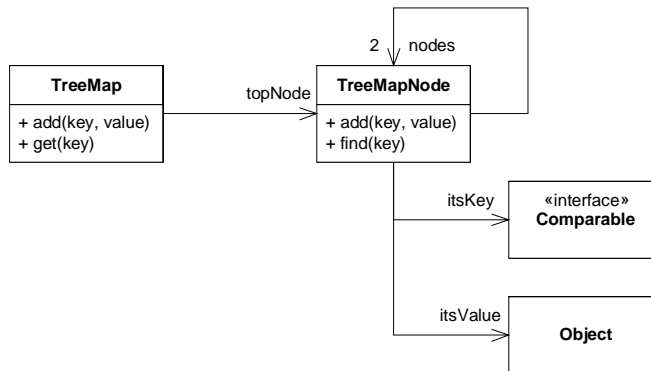 2 nodes
TreeMap
topNode
TreeMapNode
+ add(key, value)
+ get(key)
+ add(key, value)
+ find(key)
itsKey
«interface»
Comparable
itsValue
Object